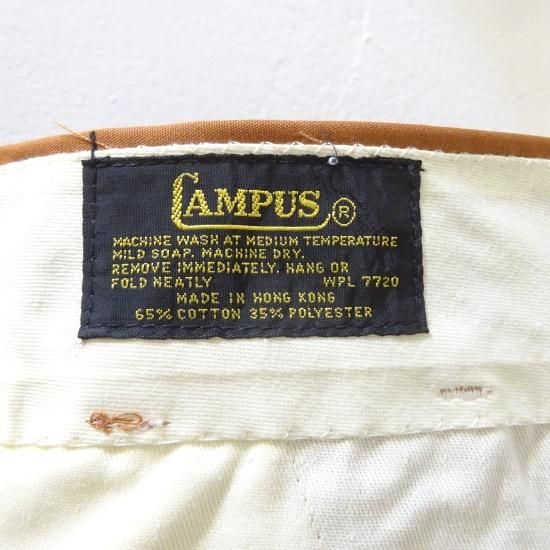 CAMPUS ®
MACHINE WASH AT MEDIUM TEMPERATURE
MILD SOAP. MACHINE DRY.
REMOVE IMMEDIATELY. HANG OR
FOLD NEATLY WPL 7720
MADE IN HONG KONG
65% COTTON 35% POLYESTER